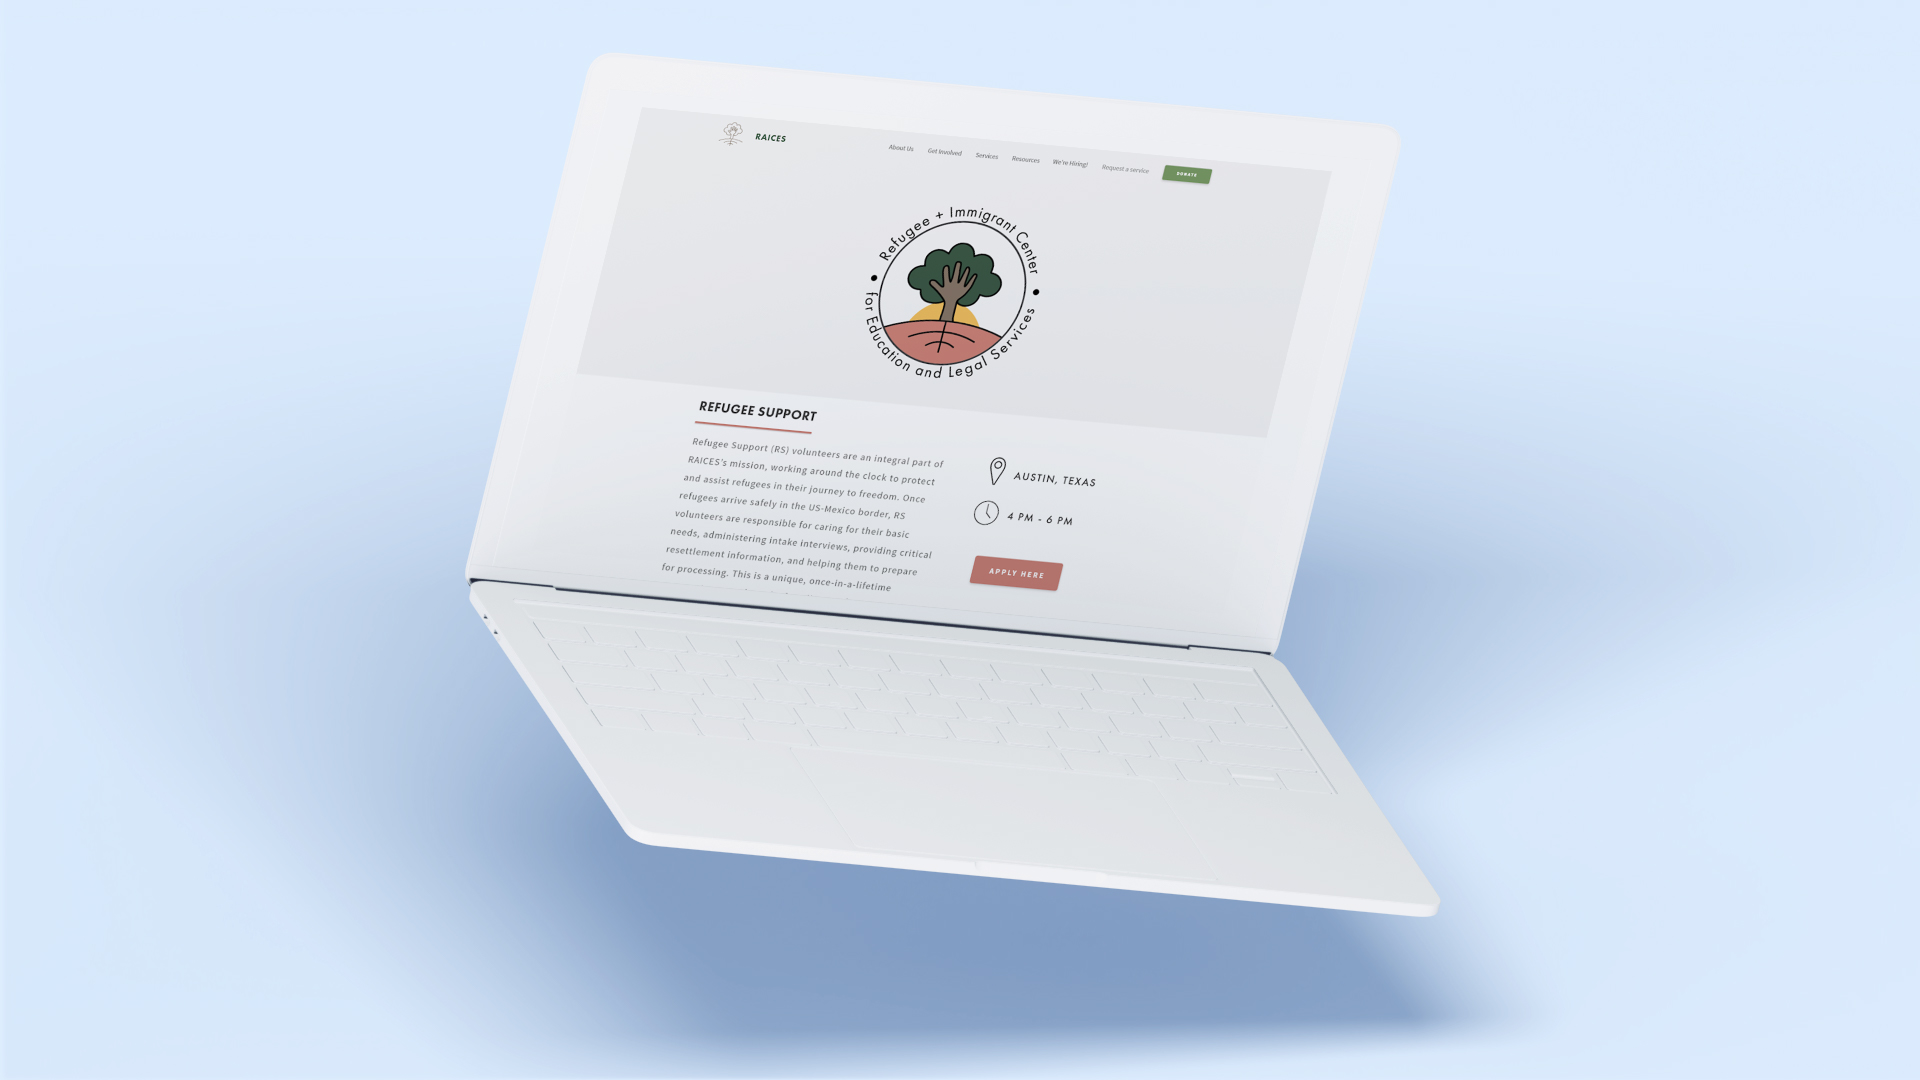 RAICES
About Us Get Involved Services Resources We're Hiring! Request a service DONATE
Refugee + Immigrant Center
for Education and Legal Services
REFUGEE SUPPORT
Refugee Support (RS) volunteers are an integral part of
RAICES's mission, working around the clock to protect
and assist refugees in their journey to freedom. Once
refugees arrive safely in the US-Mexico border, RS
volunteers are responsible for caring for their basic
needs, administering intake interviews, providing critical
resettlement information, and helping them to prepare
for processing. This is a unique, once-in-a-lifetime
AUSTIN, TEXAS
4 PM - 6 PM
APPLY HERE